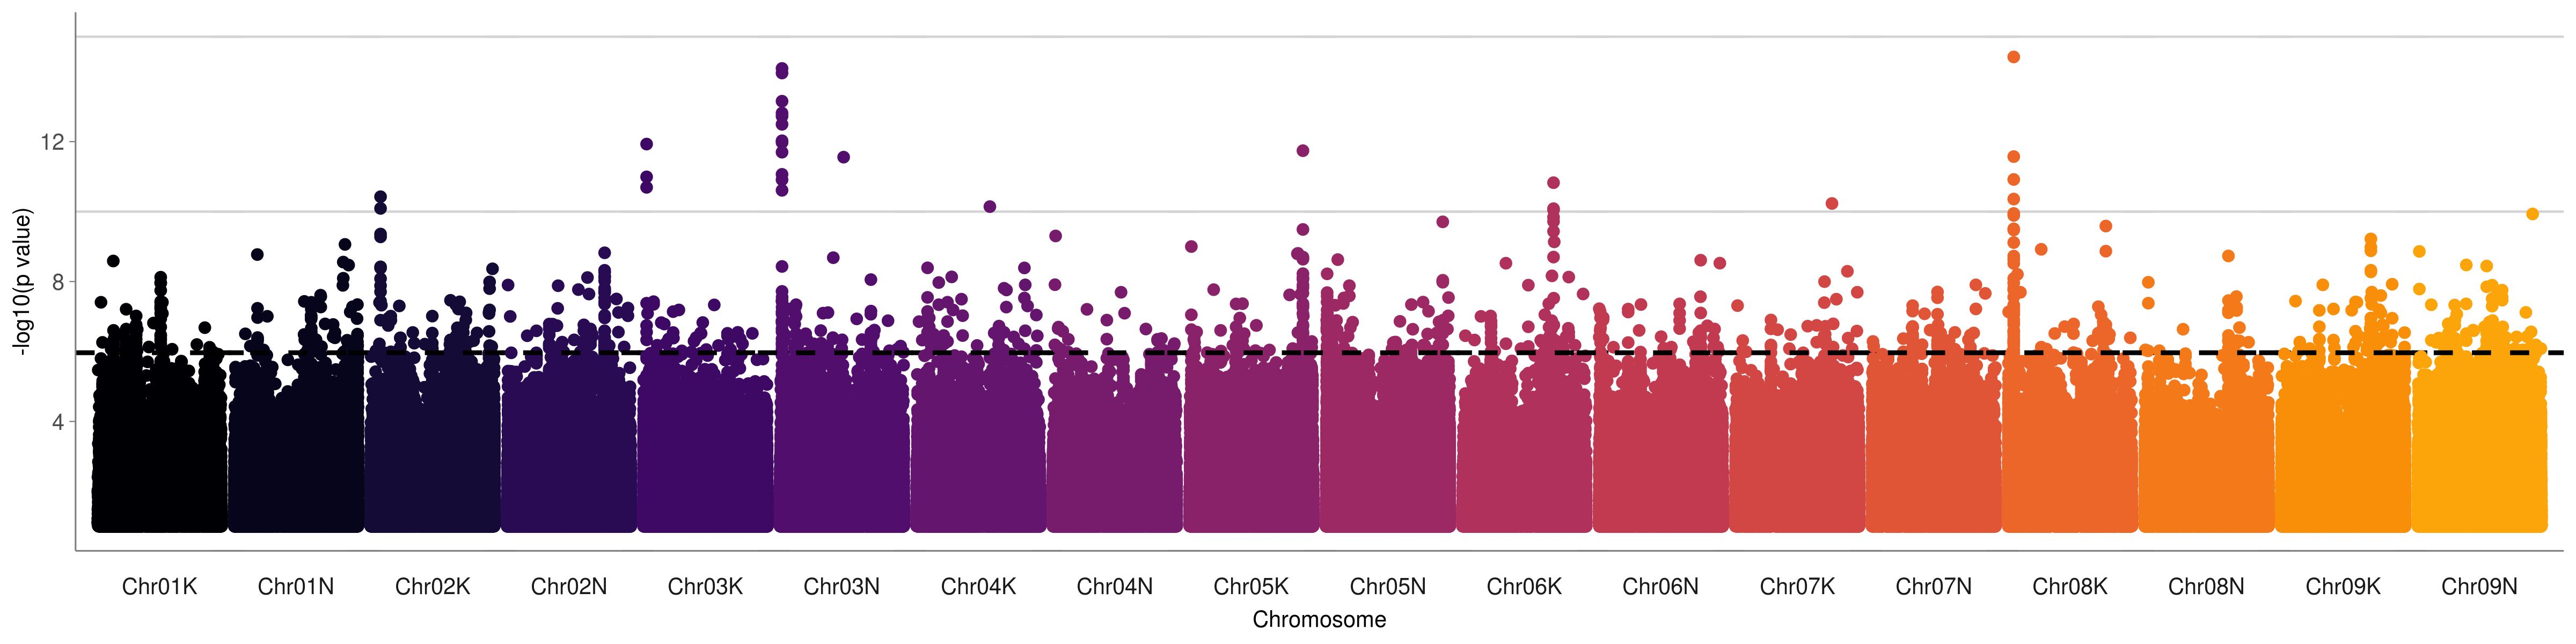 -log10(p value)
12
8
4
Chr01K Chr01N Chr02K Chr02N Chr03K Chr03N Chr04K Chr04N Chr05K Chr05N Chr06K Chr06N Chr07K Chr07N Chr08K Chr08N Chr09K Chr09N
Chromosome